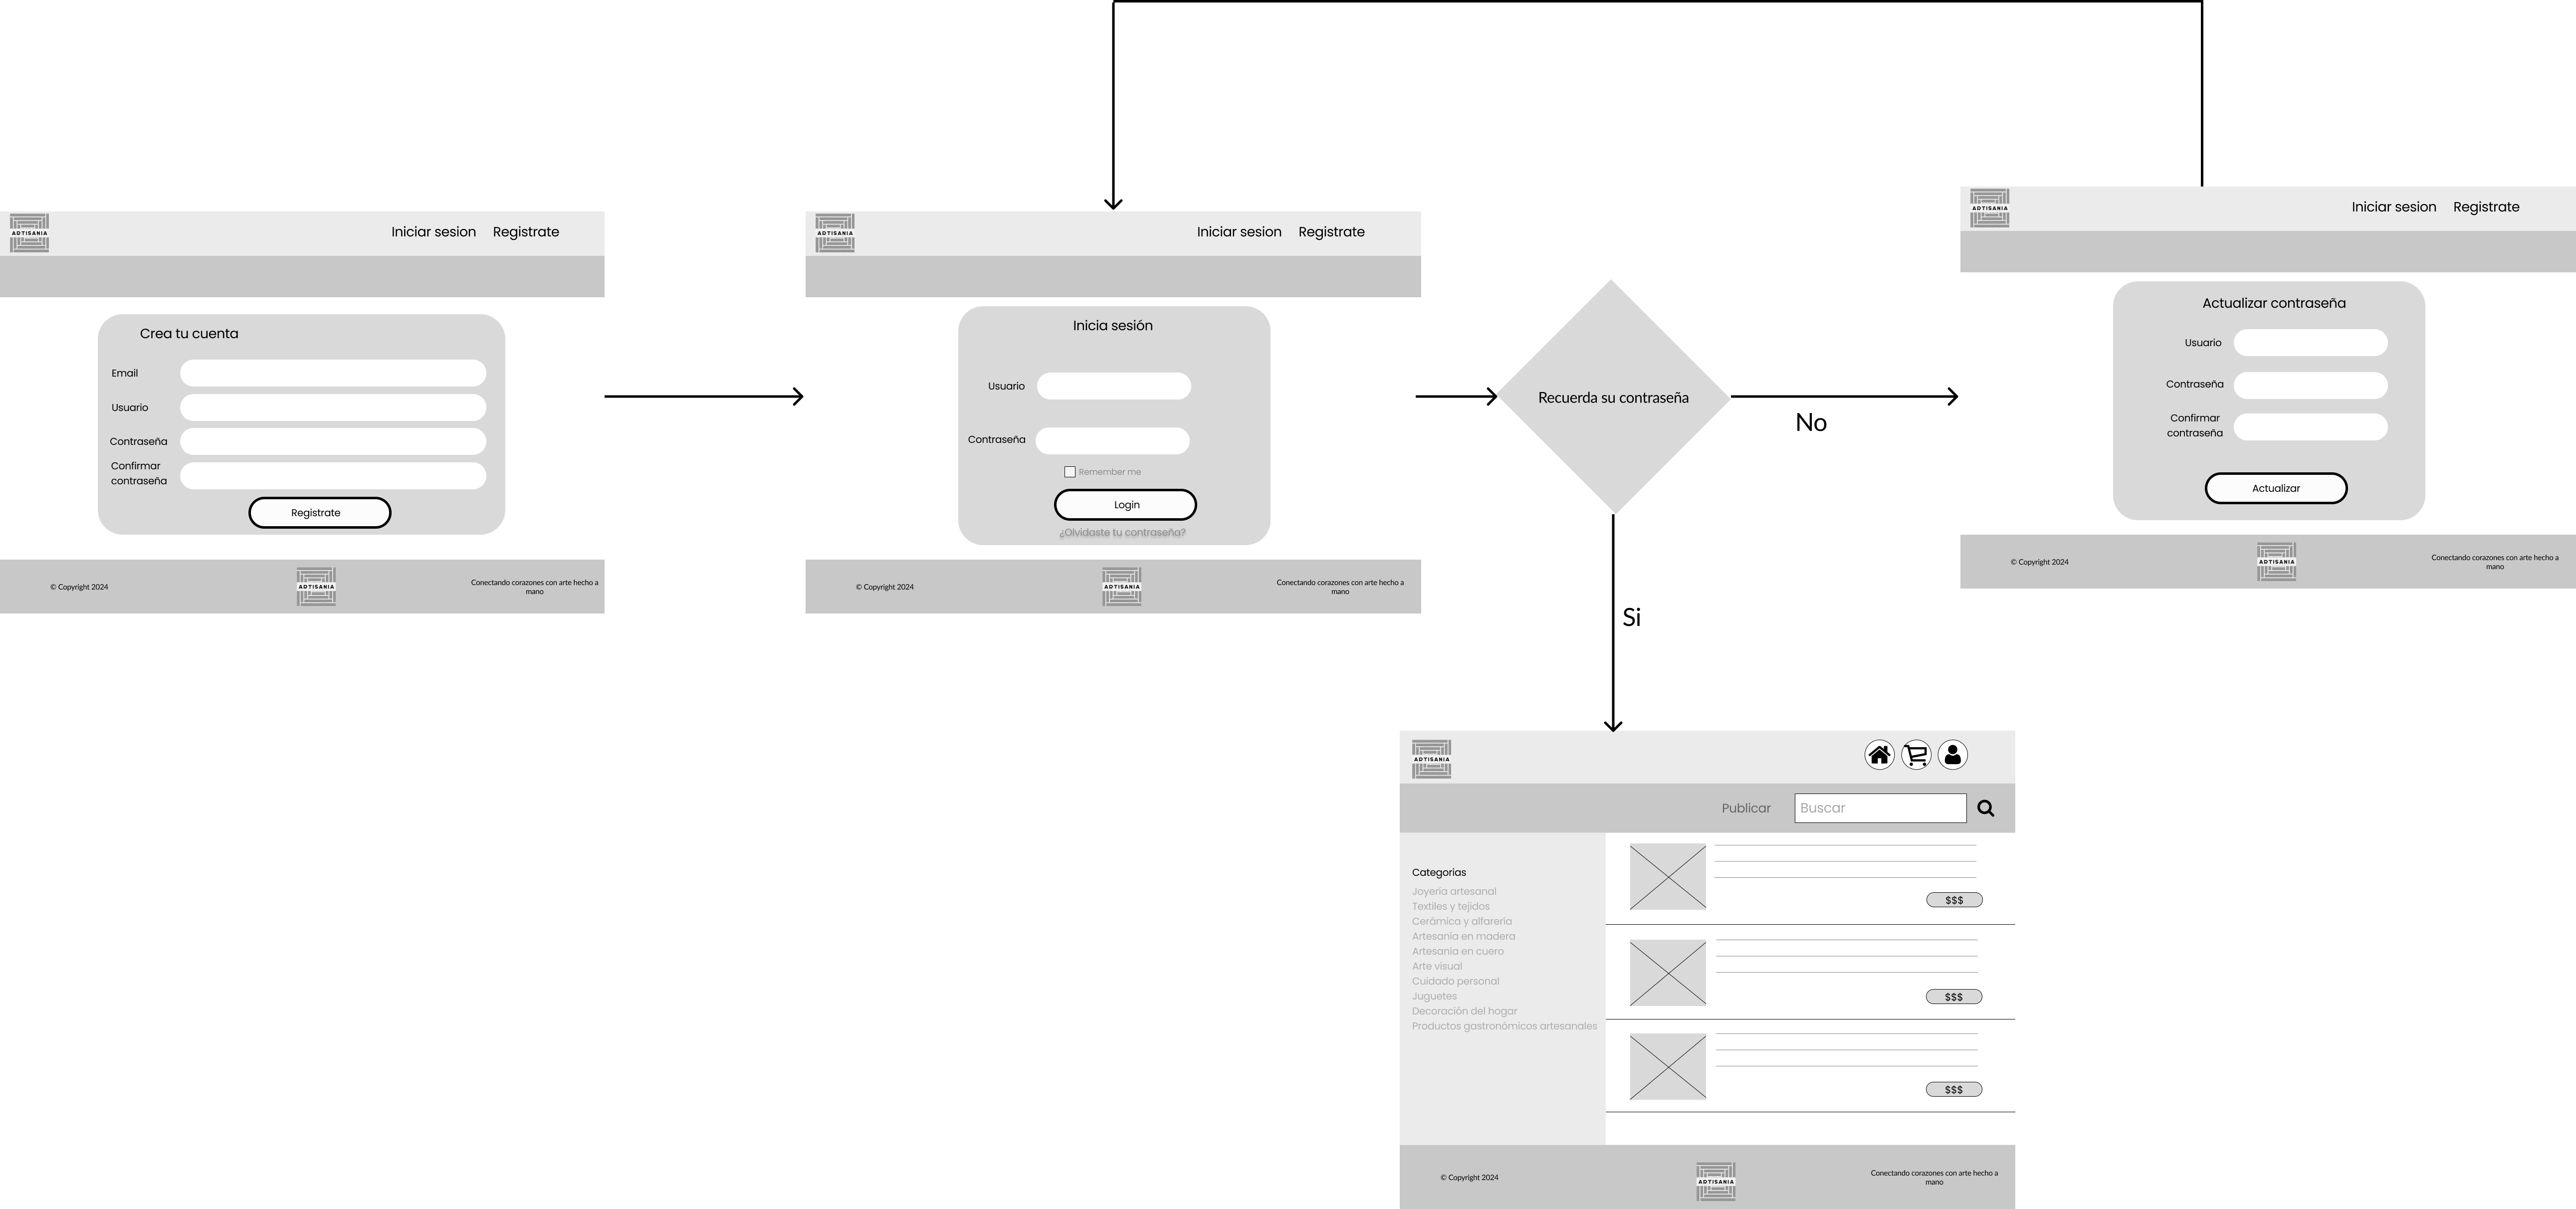 ADTISANIA
Iniciar sesion Registrate
Crea tu cuenta
Email
Usuario
Contraseña
Confirmar
contraseña
Registrate
© Copyright 2024
ADTISANIA
Conectando corazones con arte hecho a
mano
ADTISANIA
Iniciar sesion Registrate
Inicia sesión
Usuario
Contraseña
Remember me
Login
¿Olvidaste tu contraseña?
© Copyright 2024
ADTISANIA
Conectando corazones con arte hecho a
mano
Recuerda su contraseña
No
Si
ADTISANIA
Iniciar sesion Registrate
Actualizar contraseña
Usuario
Contraseña
Confirmar
contraseña
Actualizar
© Copyright 2024
ADTISANIA
Conectando corazones con arte hecho a
mano
ADTISANIA
Publicar
Buscar
Categorias
Joyería artesanal
Textiles y tejidos
Cerámica y alfarería
Artesanía en madera
Artesanía en cuero
Arte visual
Cuidado personal
Juguetes
Decoración del hogar
Productos gastronómicos artesanales
$$$
$$$
$$$
© Copyright 2024
ADTISANIA
Conectando corazones con arte hecho a
mano